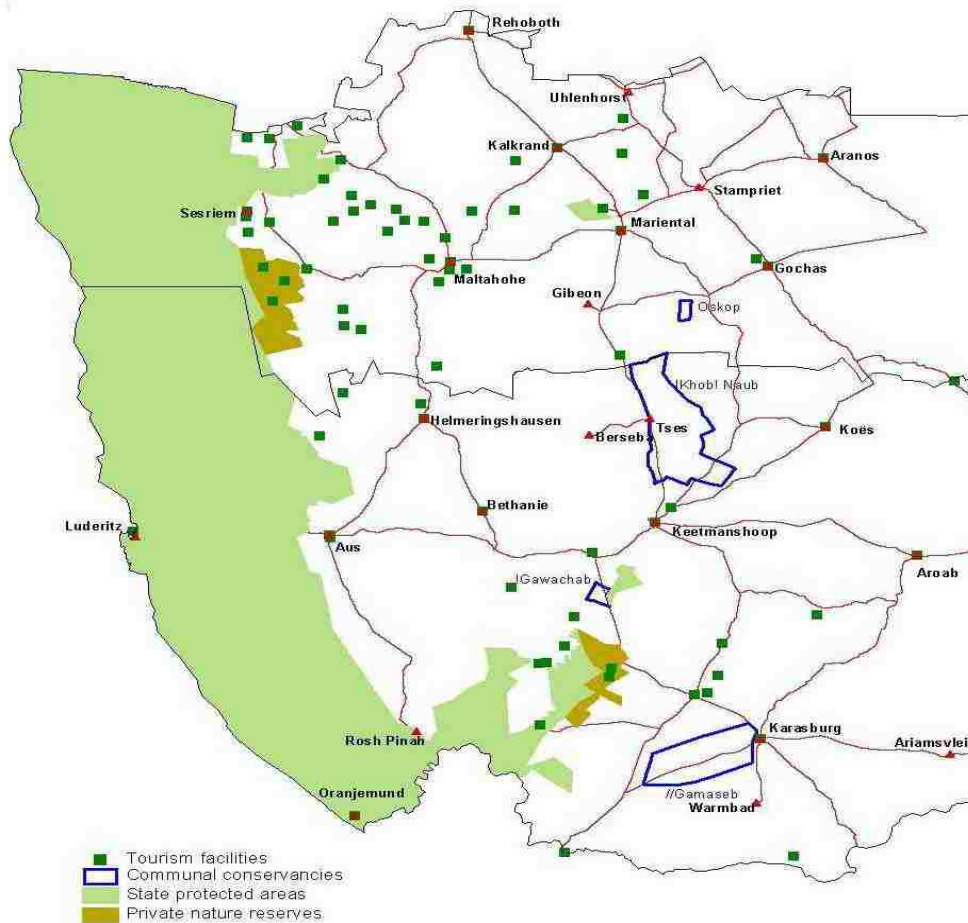 Rehoboth
Uhlenhorst
Kalkrand
Aranos
Stampriet
Sesriem
Mariental
Maltahohe
Gochas
Gibeon
Oskop
!Khob! Naub
Helmeringshausen
Tses
Berseba
Koës
Bethanie
Luderitz
Keetmanshoop
Aus
Aroab
!Gawachab
Karasburg
Rosh Pinah
Ariamsvlei
Oranjemund
//Gamaseb
Warmbad
Tourism facilities
Communal conservancies
State protected areas
Private nature reserves